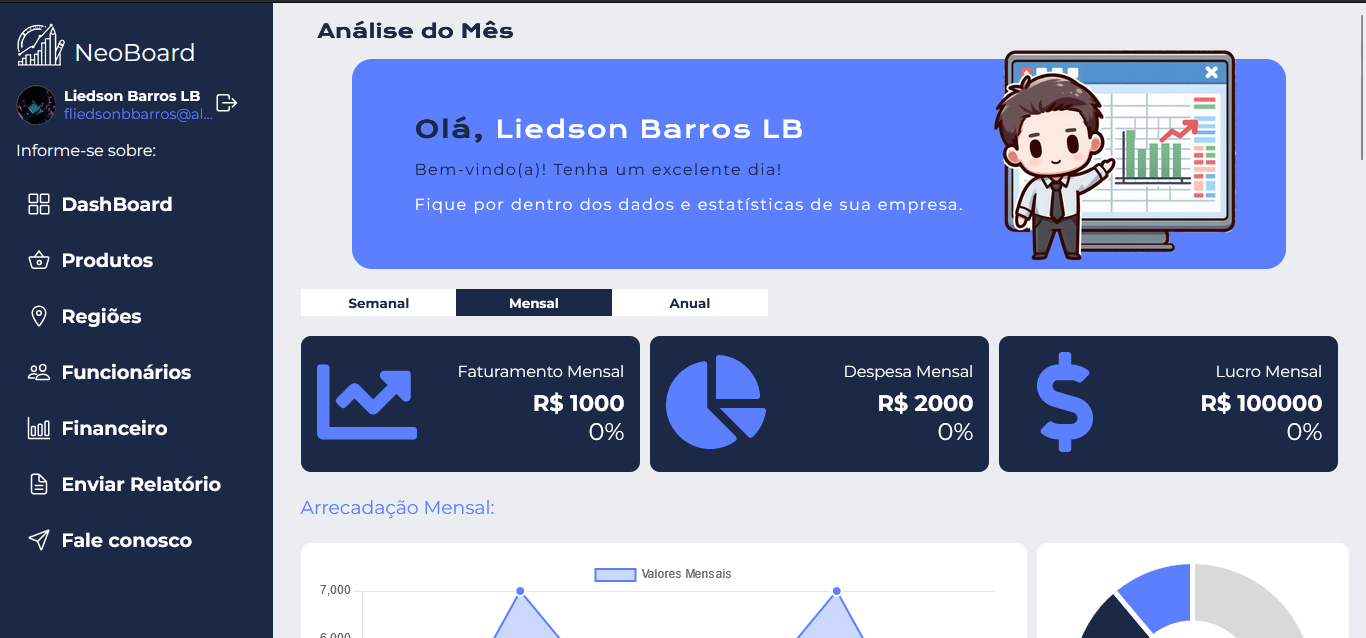 NeoBoard
Liedson Barros LB
fliedsonbbarros@al...
Informe-se sobre:
DashBoard
Produtos
Regiões
Funcionários
Financeiro
Enviar Relatório
Fale conosco
Análise do Mês
Olá, Liedson Barros LB
Bem-vindo(a)! Tenha um excelente dia!
Fique por dentro dos dados e estatísticas de sua empresa.
Semanal
Mensal
Anual
Faturamento Mensal
R$ 1000
0%
Despesa Mensal
R$ 2000
0%
Lucro Mensal
R$ 100000
0%
Arrecadação Mensal:
Valores Mensais
7,000
6,000